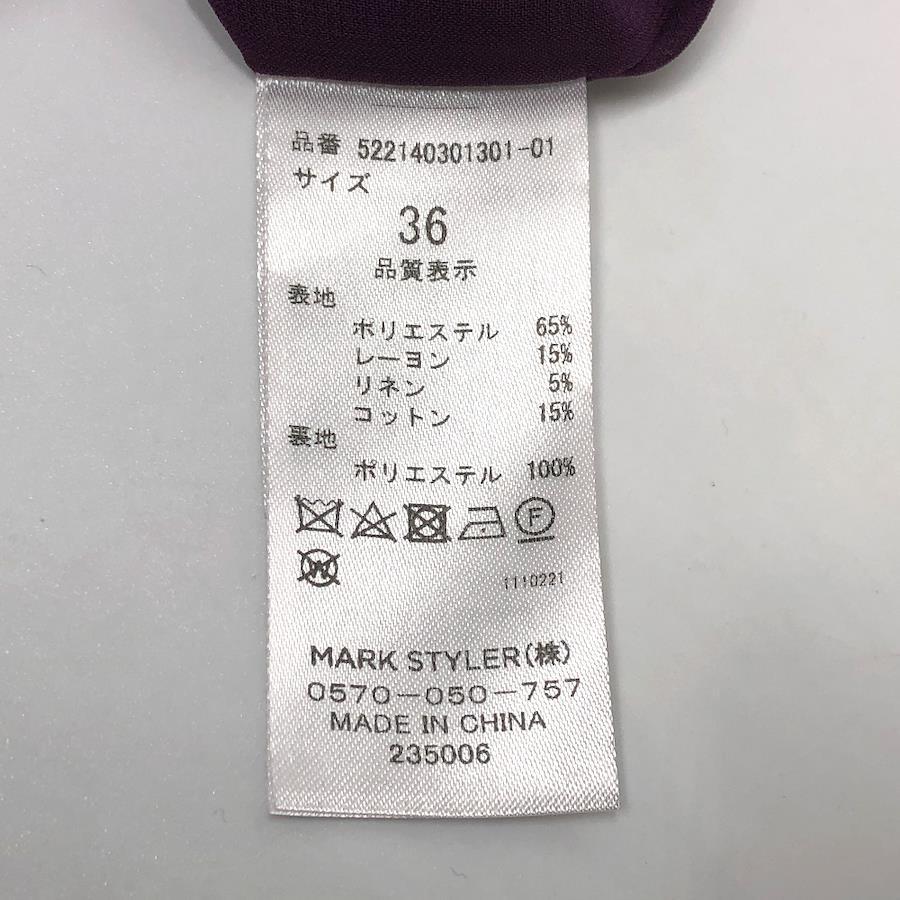 品番 522140301301-01
サイズ
36
品質表示
表地
ポリエステル 65%
レーヨン 15%
リネン 5%
コットン 15%
裏地
ポリエステル 100%
F
W
1110221
MARK STYLER(株)
0570-050-757
MADE IN CHINA
235006